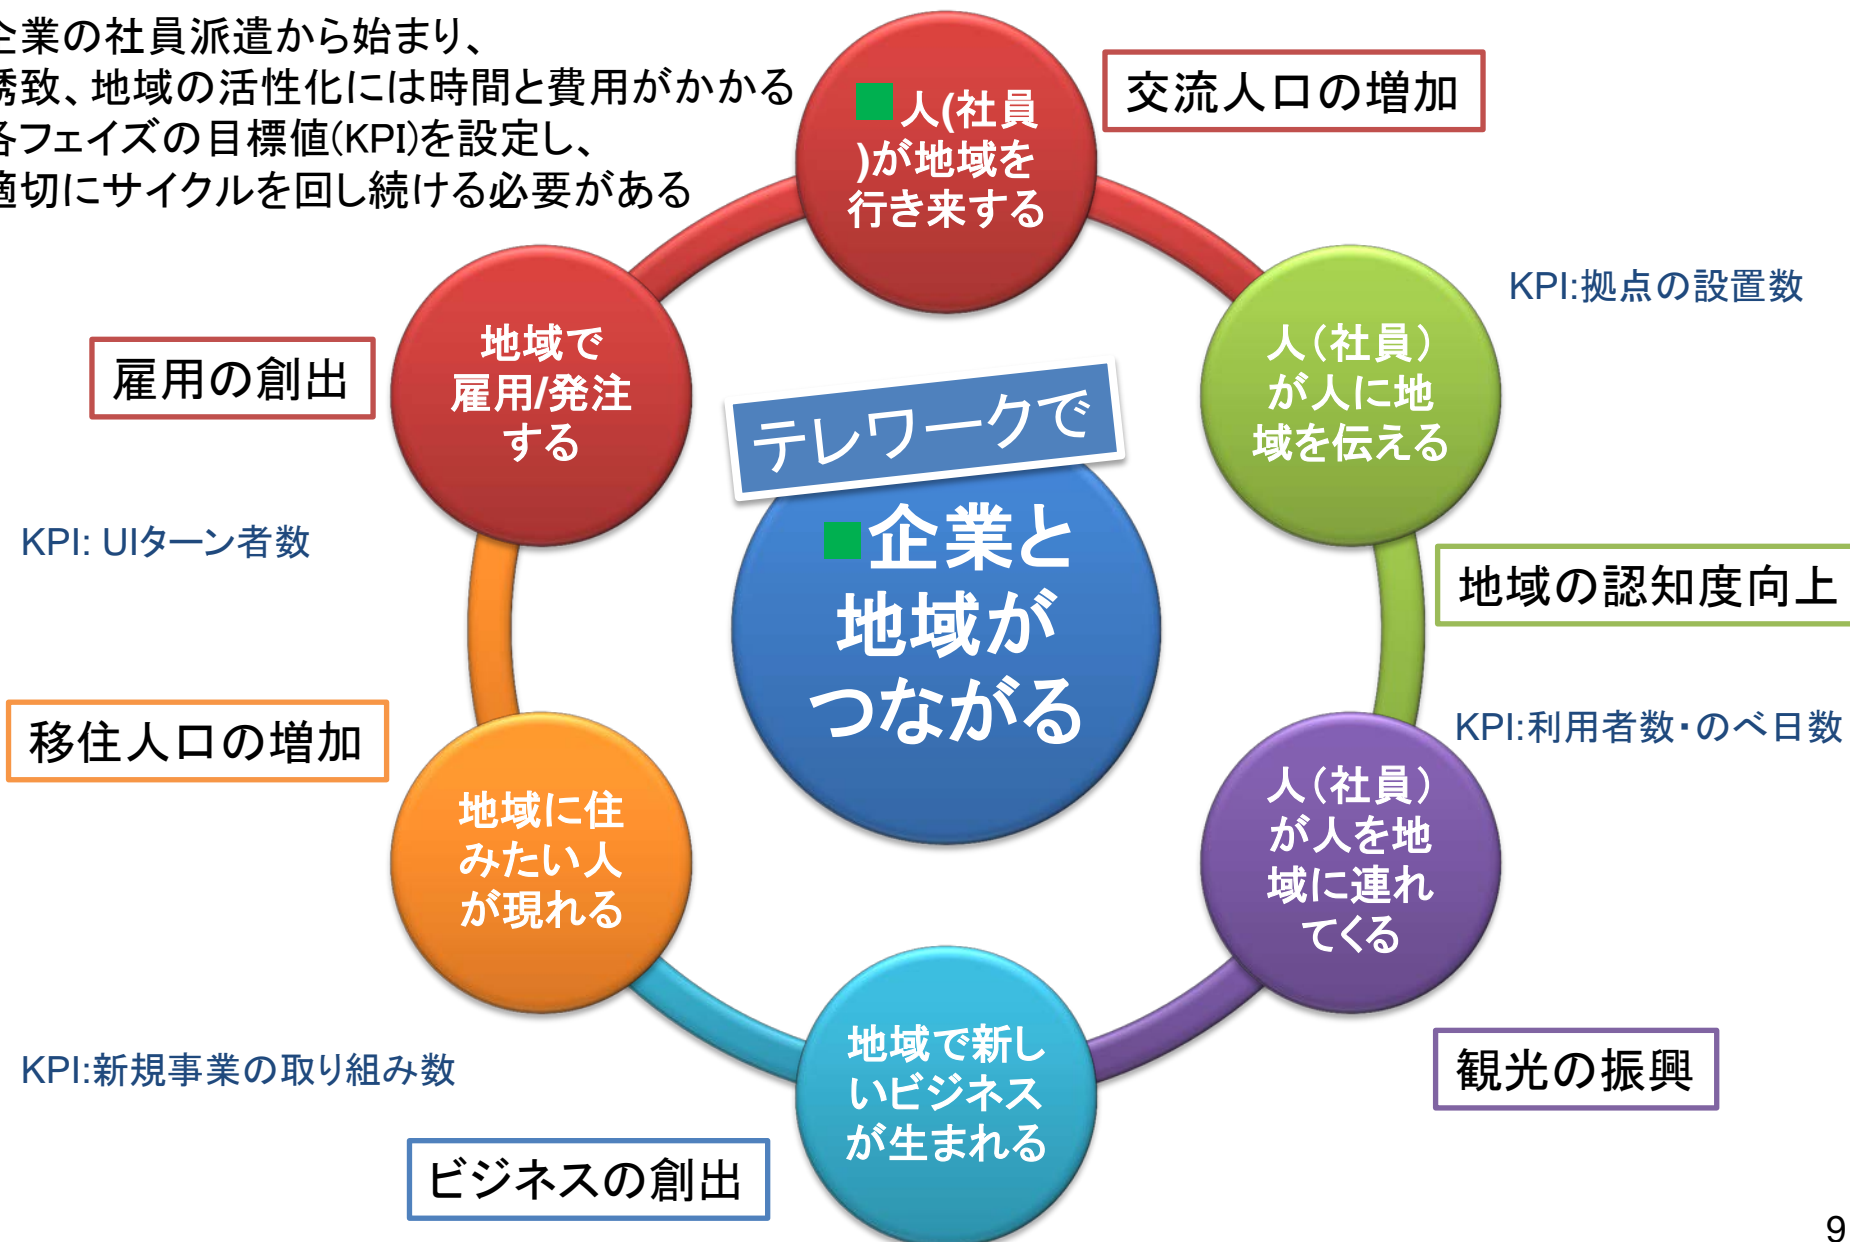 企業の社員派遣から始まり、
誘致、地域の活性化には時間と費用がかかる
各フェイズの目標値(KPI)を設定し、
適切にサイクルを回し続ける必要がある
人(社員
)が地域を
行き来する
交流人口の増加
KPI:拠点の設置数
人（社員）
が人に地
域を伝える
地域の認知度向上
KPI:利用者数・のべ日数
人（社員）
が人を地
域に連れ
てくる
観光の振興
地域で新し
いビジネス
が生まれる
ビジネスの創出
KPI:新規事業の取り組み数
地域に住
みたい人
が現れる
移住人口の増加
KPI: UIターン者数
地域で
雇用/発注
する
雇用の創出
テレワークで
企業と
地域が
つながる
9